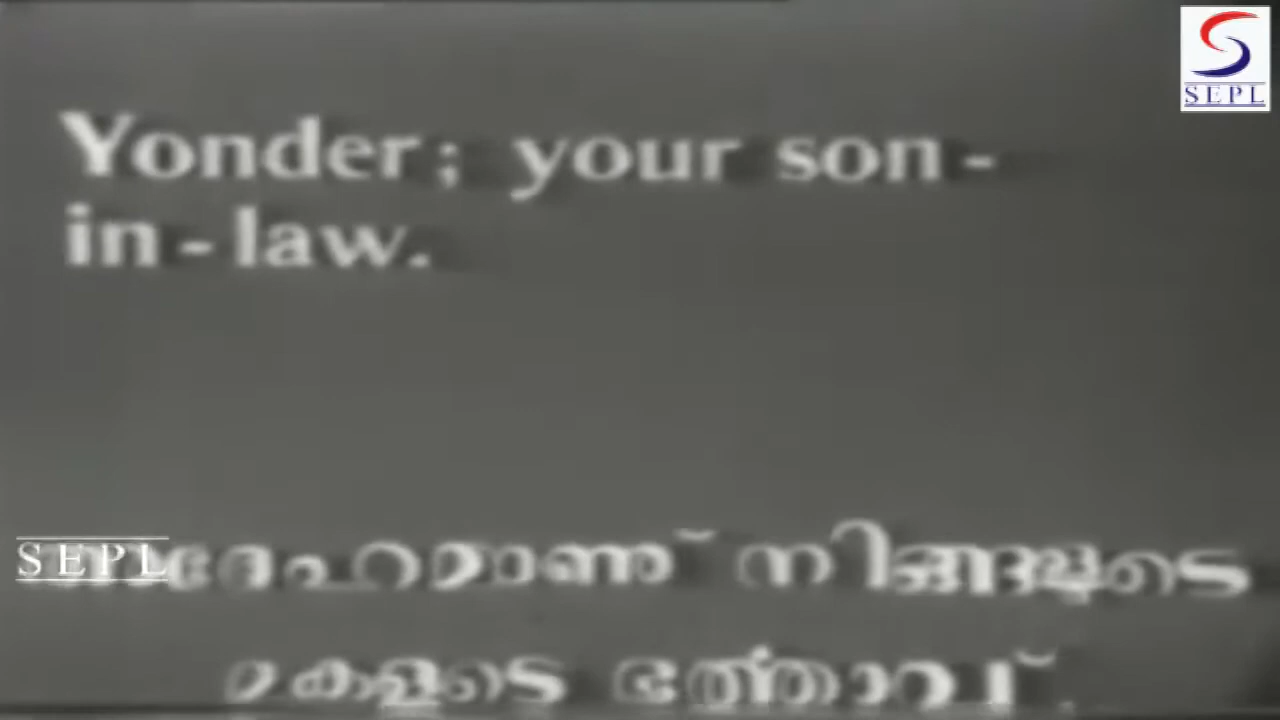 SEPL
Yonder; your son-
in-law.
SEPL
നിങ്ങളുടെ
മകളുടെ ഭർത്താവ്.